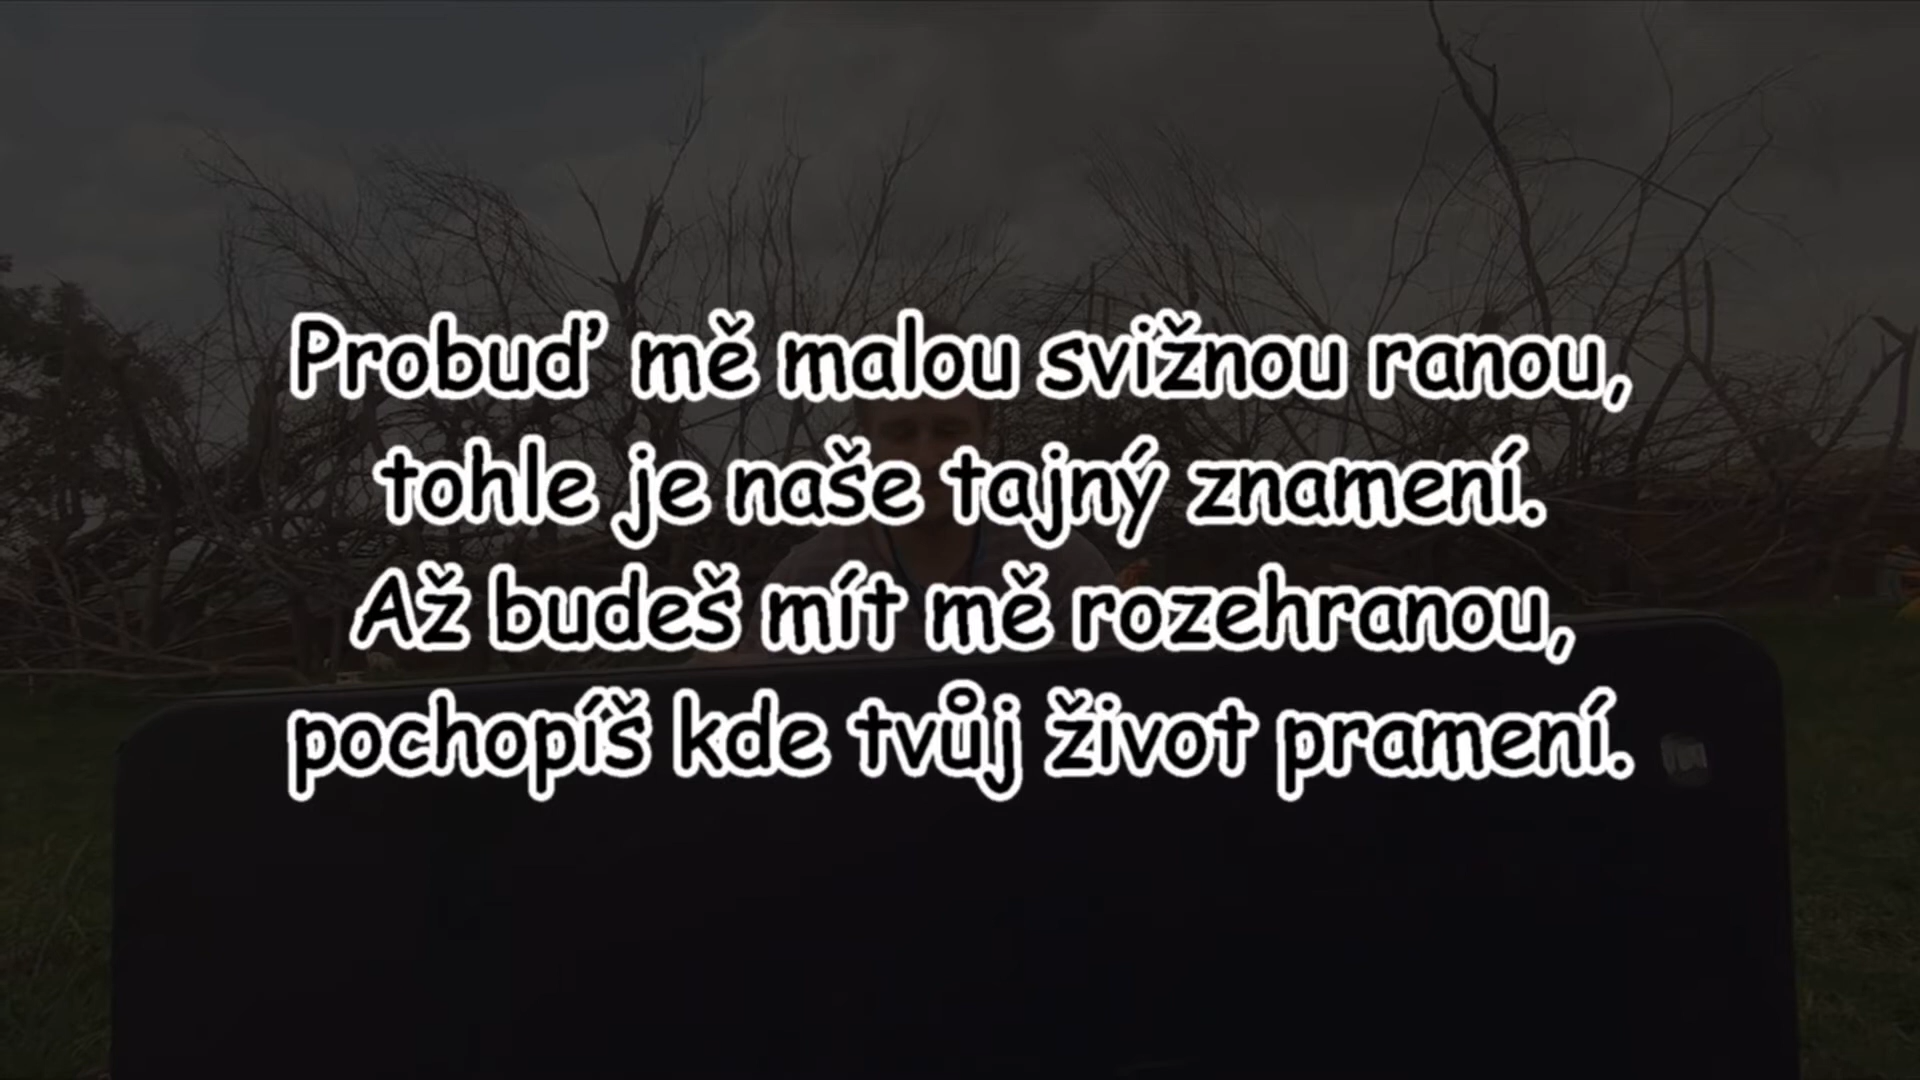 Probuď mě malou svižnou ranou,
tohle je naše tajný znamení.
Až budeš mít mě rozehranou,
pochopíš kde tvůj život pramení.